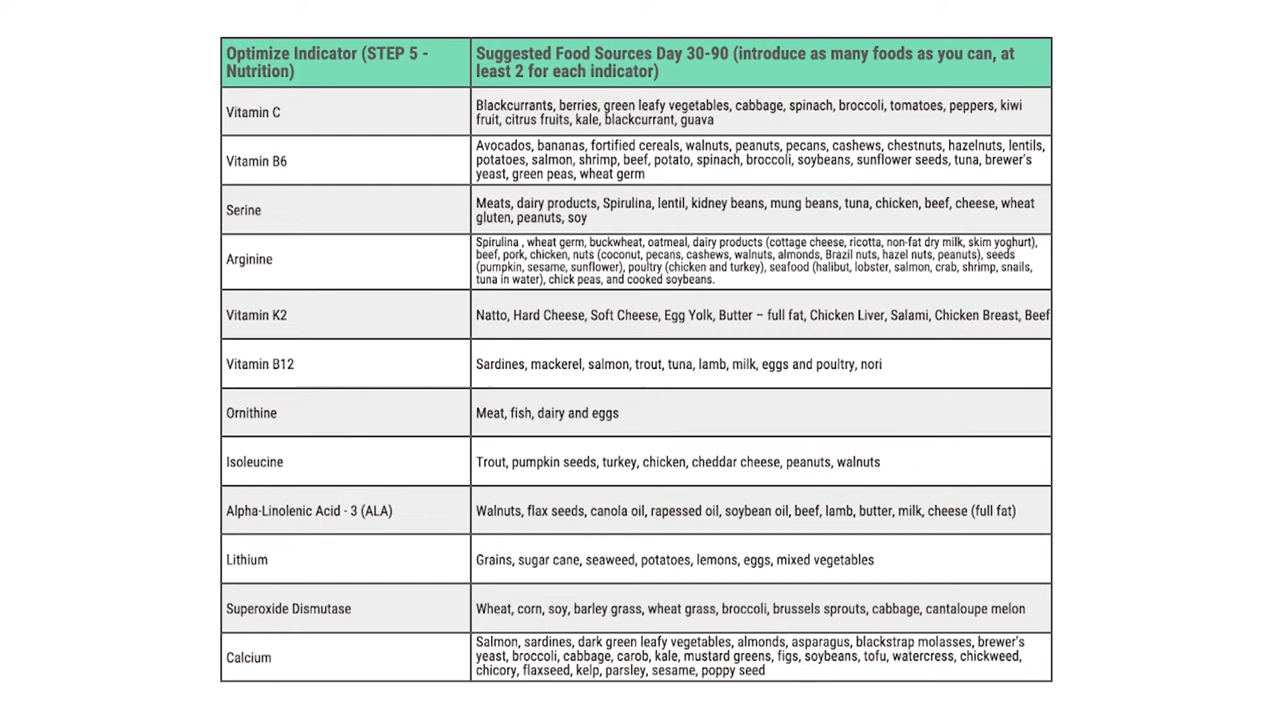 Optimize Indicator (STEP 5 -
Nutrition)
Suggested Food Sources Day 30-90 (introduce as many foods as you can, at
least 2 for each indicator)
Vitamin C
Blackcurrants, berries, green leafy vegetables, cabbage, spinach, broccoli, tomatoes, peppers, kiwi
fruit, citrus fruits, kale, blackcurrant, guava
Vitamin B6
Avocados, bananas, fortified cereals, walnuts, peanuts, pecans, cashews, chestnuts, hazelnuts, lentils,
potatoes, salmon, shrimp, beef, potato, spinach, broccoli, soybeans, sunflower seeds, tuna, brewer's
yeast, green peas, wheat germ
Serine
Meats, dairy products, Spirulina, lentil, kidney beans, mung beans, tuna, chicken, beef, cheese, wheat
gluten, peanuts, soy
Arginine
Spirulina , wheat germ, buckwheat, oatmeal, dairy products (cottage cheese, ricotta, non-fat dry milk, skim yoghurt),
beef, pork, chicken, nuts (coconut, pecans, cashews, walnuts, almonds, Brazil nuts, hazel nuts, peanuts), seeds
(pumpkin, sesame, sunflower), poultry (chicken and turkey), seafood (halibut, lobster, salmon, crab, shrimp, snails,
tuna in water), chick peas, and cooked soybeans.
Vitamin K2
Natto, Hard Cheese, Soft Cheese, Egg Yolk, Butter – full fat, Chicken Liver, Salami, Chicken Breast, Beef
Vitamin B12
Sardines, mackerel, salmon, trout, tuna, lamb, milk, eggs and poultry, nori
Ornithine
Meat, fish, dairy and eggs
Isoleucine
Trout, pumpkin seeds, turkey, chicken, cheddar cheese, peanuts, walnuts
Alpha-Linolenic Acid - 3 (ALA)
Walnuts, flax seeds, canola oil, rapessed oil, soybean oil, beef, lamb, butter, milk, cheese (full fat)
Lithium
Grains, sugar cane, seaweed, potatoes, lemons, eggs, mixed vegetables
Superoxide Dismutase
Wheat, corn, soy, barley grass, wheat grass, broccoli, brussels sprouts, cabbage, cantaloupe melon
Calcium
Salmon, sardines, dark green leafy vegetables, almonds, asparagus, blackstrap molasses, brewer's
yeast, broccoli, cabbage, carob, kale, mustard greens, figs, soybeans, tofu, watercress, chickweed,
chicory, flaxseed, kelp, parsley, sesame, poppy seed